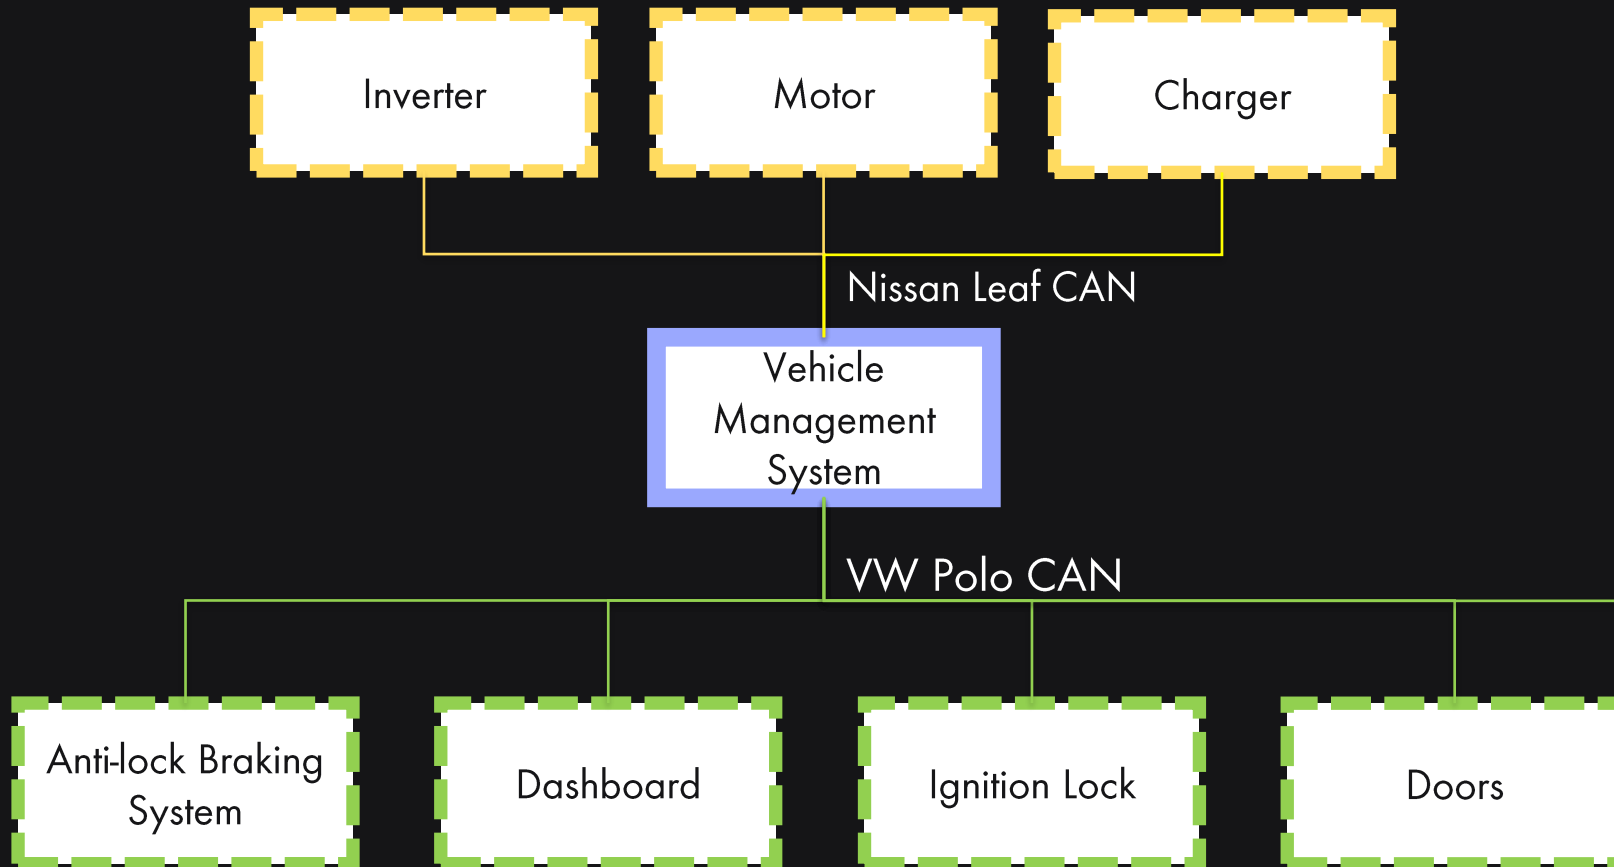 Inverter
Motor
Charger
Nissan Leaf CAN
Vehicle
Management
System
VW Polo CAN
Anti-lock Braking
System
Dashboard
Ignition Lock
Doors